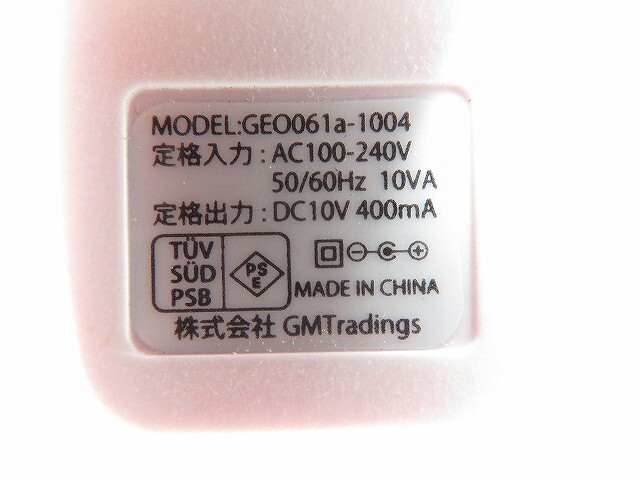 MODEL:GEO061a-1004
定格入力：AC100-240V
50/60Hz 10VA
定格出力：DC10V 400mA
TÜV
SÜD
PSB
PS
E
MADE IN CHINA
株式会社 GMTradings